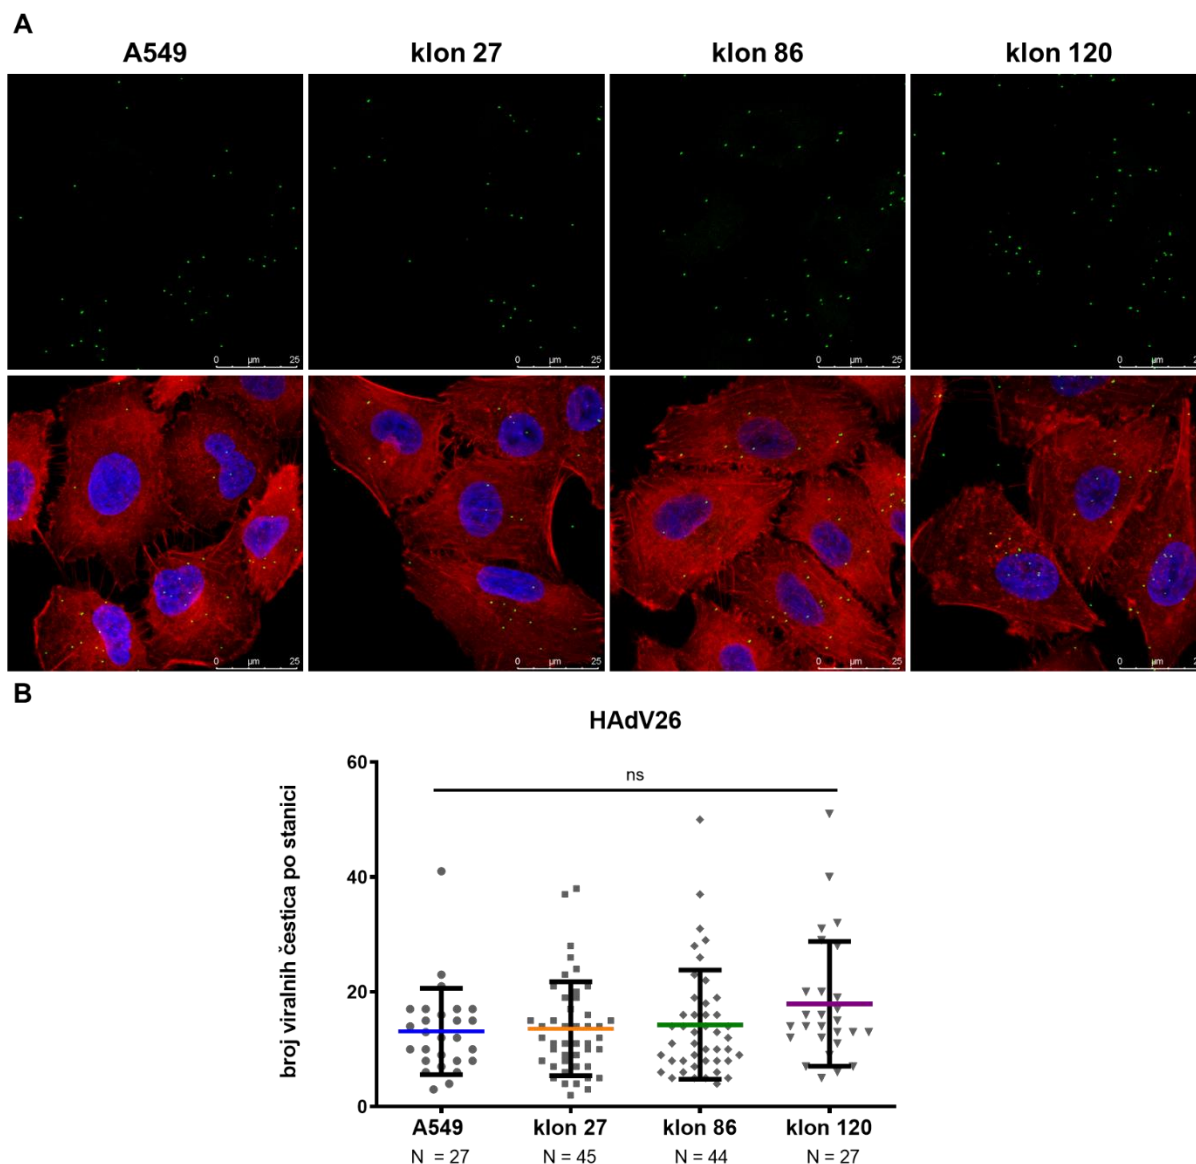 A
A549 klon 27 klon 86 klon 120
0 µm 25 0 µm 25 0 µm 25 0 µm 2
0 µm 25 0 µm 25 0 µm 25 0 µm 2
B
HAdV26
broj viralnih čestica po stanici
60
ns
40
20
0
A549 klon 27 klon 86 klon 120
N = 27 N = 45 N = 44 N = 27